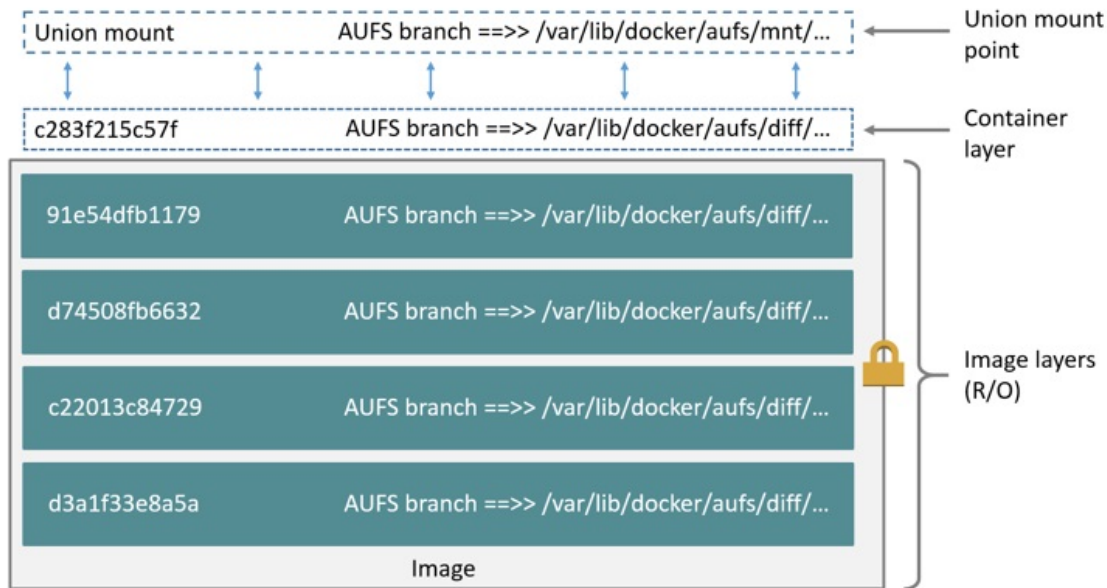 Union mount AUFS branch ==>> /var/lib/docker/aufs/mnt/...
Union mount
point
c283f215c57f AUFS branch ==>> /var/lib/docker/aufs/diff/...
Container
layer
91e54dfb1179 AUFS branch ==>> /var/lib/docker/aufs/diff/...
d74508fb6632 AUFS branch ==>> /var/lib/docker/aufs/diff/...
c22013c84729 AUFS branch ==>> /var/lib/docker/aufs/diff/...
d3a1f33e8a5a AUFS branch ==>> /var/lib/docker/aufs/diff/...
Image layers
(R/O)
Image